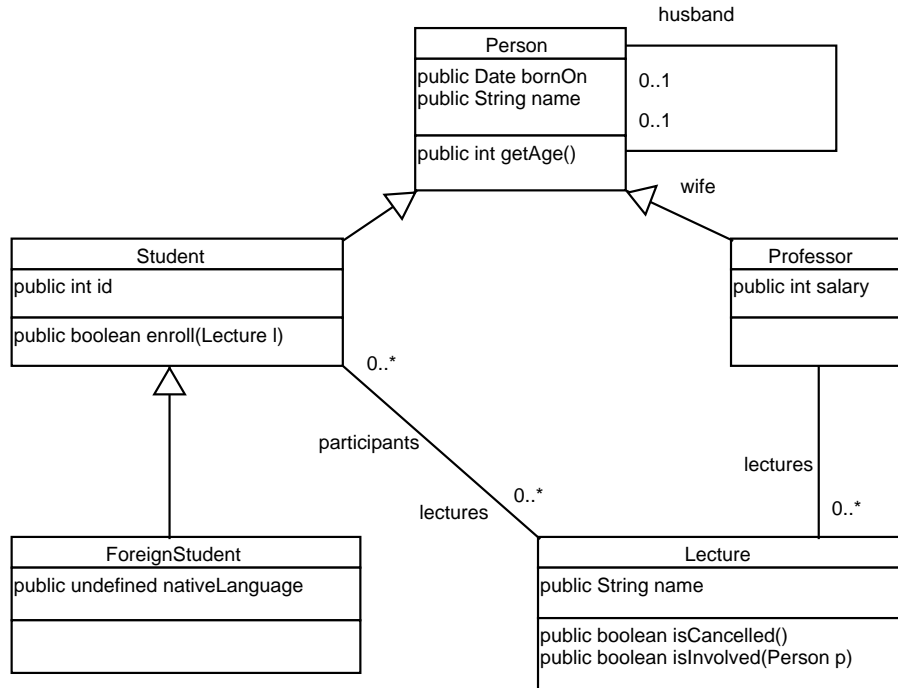 husband
Person
public Date bornOn
public String name
0..1
0..1
public int getAge()
wife
Student
public int id
public boolean enroll(Lecture l)
Professor
public int salary
0..*
participants
lectures
0..*
lectures
0..*
ForeignStudent
public undefined nativeLanguage
Lecture
public String name
public boolean isCancelled()
public boolean isInvolved(Person p)